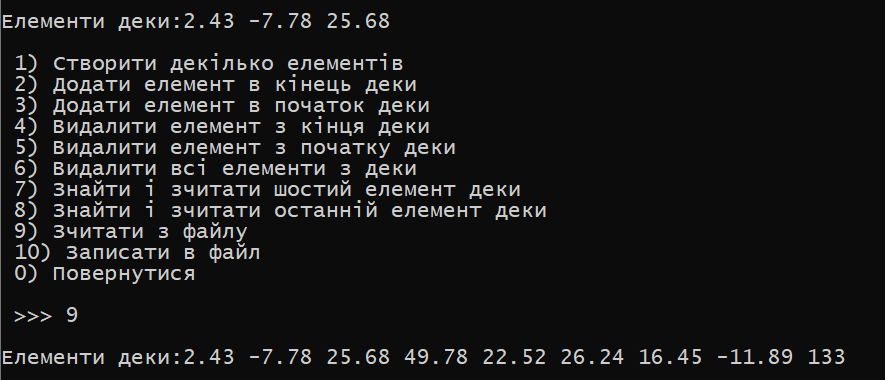 Елементи деки:2.43 -7.78 25.68
1) Створити декілько елементів
2) Додати елемент в кінець деки
3) Додати елемент в початок деки
4) Видалити елемент з кінця деки
5) Видалити елемент з початку деки
6) Видалити всі елементи з деки
7) Знайти і зчитати шостий елемент деки
8) Знайти і зчитати останній елемент деки
9) Зчитати з файлу
10) Записати в файл
0) Повернутися
>>> 9
Елементи деки:2.43 -7.78 25.68 49.78 22.52 26.24 16.45 -11.89 133